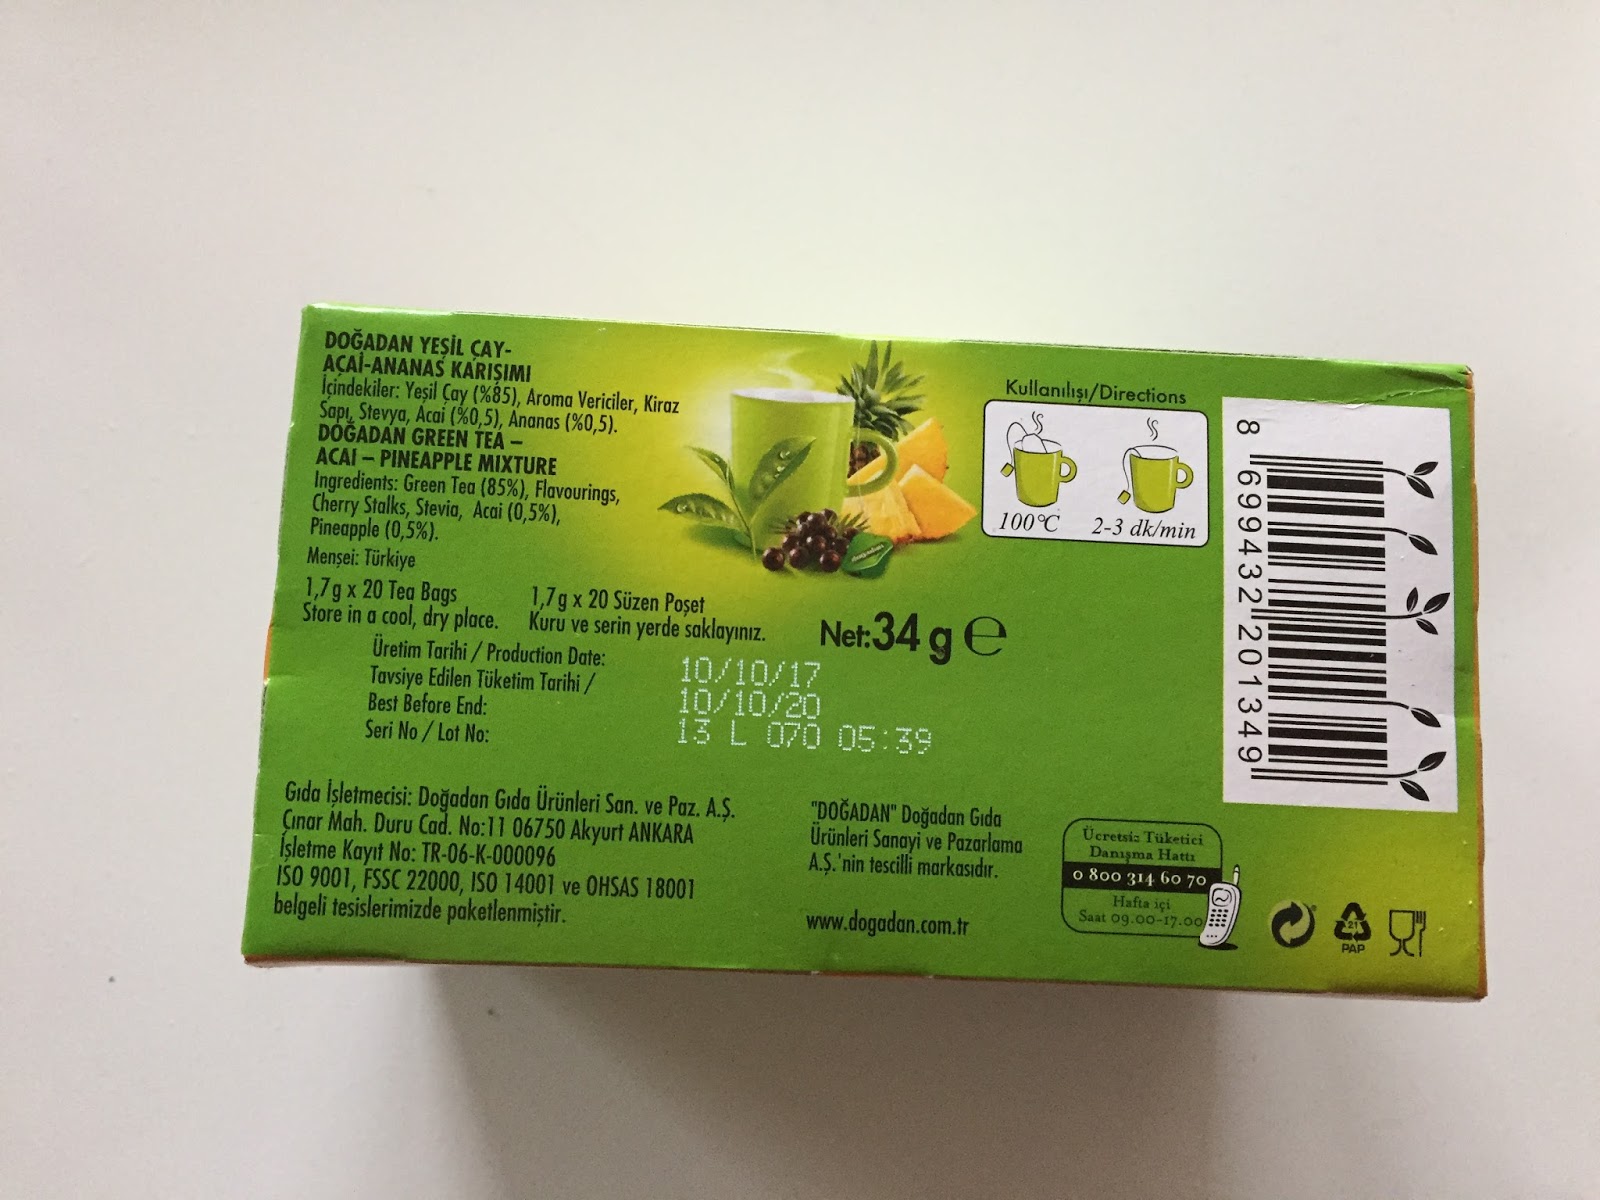 DOĞADAN YEŞİL ÇAY-
AÇAİ-ANANAS KARIŞIMI
İçindekiler: Yeşil Çay (%85), Aroma Vericiler, Kiraz
Sapı, Stevya, Acai (%0,5), Ananas (%0,5).
DOĞADAN GREEN TEA –
ACAI – PINEAPPLE MIXTURE
Ingredients: Green Tea (85%), Flavourings,
Cherry Stalks, Stevia, Acai (0,5%),
Pineapple (0,5%).
Menşei: Türkiye
1,7g x 20 Tea Bags
Store in a cool, dry place.
1,7g x 20 Süzen Poşet
Kuru ve serin yerde saklayınız.
Net:34 g ℮
Üretim Tarihi / Production Date: 10/10/17
Tavsiye Edilen Tüketim Tarihi /
Best Before End: 10/10/20
Seri No / Lot No: 13 L 070 05:39
Kullanılışı/Directions
100°C
2-3 dk/min
8 699432 201349
Gıda İşletmecisi: Doğadan Gıda Ürünleri San. ve Paz. A.Ş.
Çınar Mah. Duru Cad. No:11 06750 Akyurt ANKARA
İşletme Kayıt No: TR-06-K-000096
ISO 9001, FSSC 22000, ISO 14001 ve OHSAS 18001
belgeli tesislerimizde paketlenmiştir.
"DOĞADAN" Doğadan Gıda
Ürünleri Sanayi ve Pazarlama
A.Ş.'nin tescilli markasıdır.
www.dogadan.com.tr
Ücretsiz Tüketici
Danışma Hattı
0 800 314 60 70
Hafta içi
Saat 09.00-17.00
21
PAP